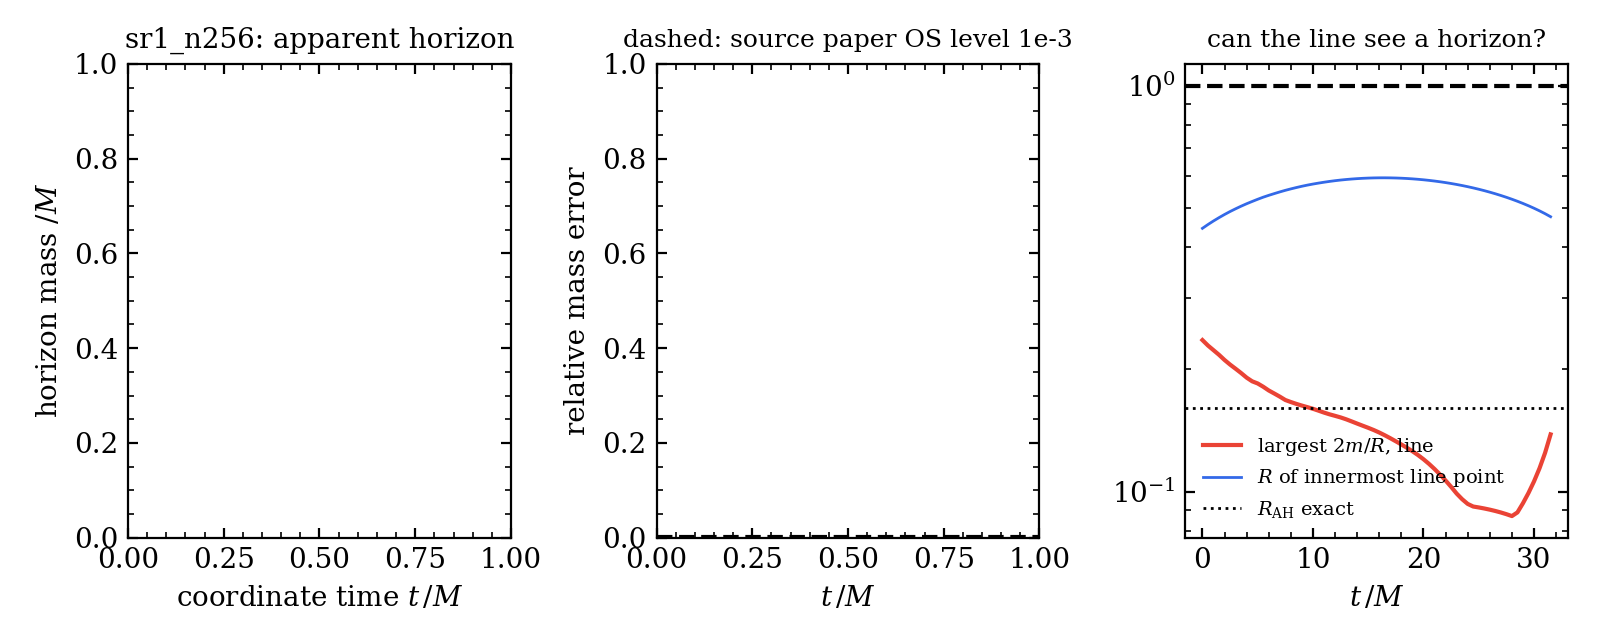 sr1_n256: apparent horizon
horizon mass /M
1.0
0.8
0.6
0.4
0.2
0.0
0.00 0.25 0.50 0.75 1.00
coordinate time t/M
dashed: source paper OS level 1e-3
relative mass error
1.0
0.8
0.6
0.4
0.2
0.0
0.00 0.25 0.50 0.75 1.00
t/M
can the line see a horizon?
10⁰
10⁻¹
largest 2m/R, line
R of innermost line point
R_AH exact
0 10 20 30
t/M